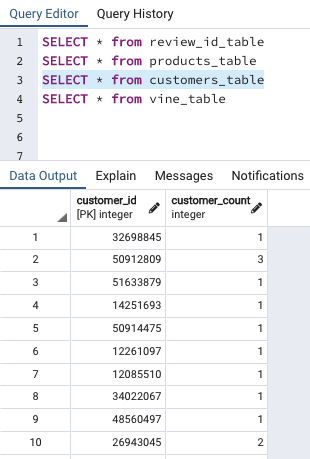 Query Editor Query History
1 SELECT * from review_id_table
2 SELECT * from products_table
3 SELECT * from customers_table
4 SELECT * from vine_table
5
6
7
Data Output Explain Messages Notifications
customer_id customer_count
[PK] integer integer
1 32698845 1
2 50912809 3
3 51633879 1
4 14251693 1
5 50914475 1
6 12261097 1
7 12085510 1
8 34022067 1
9 48560497 1
10 26943045 2